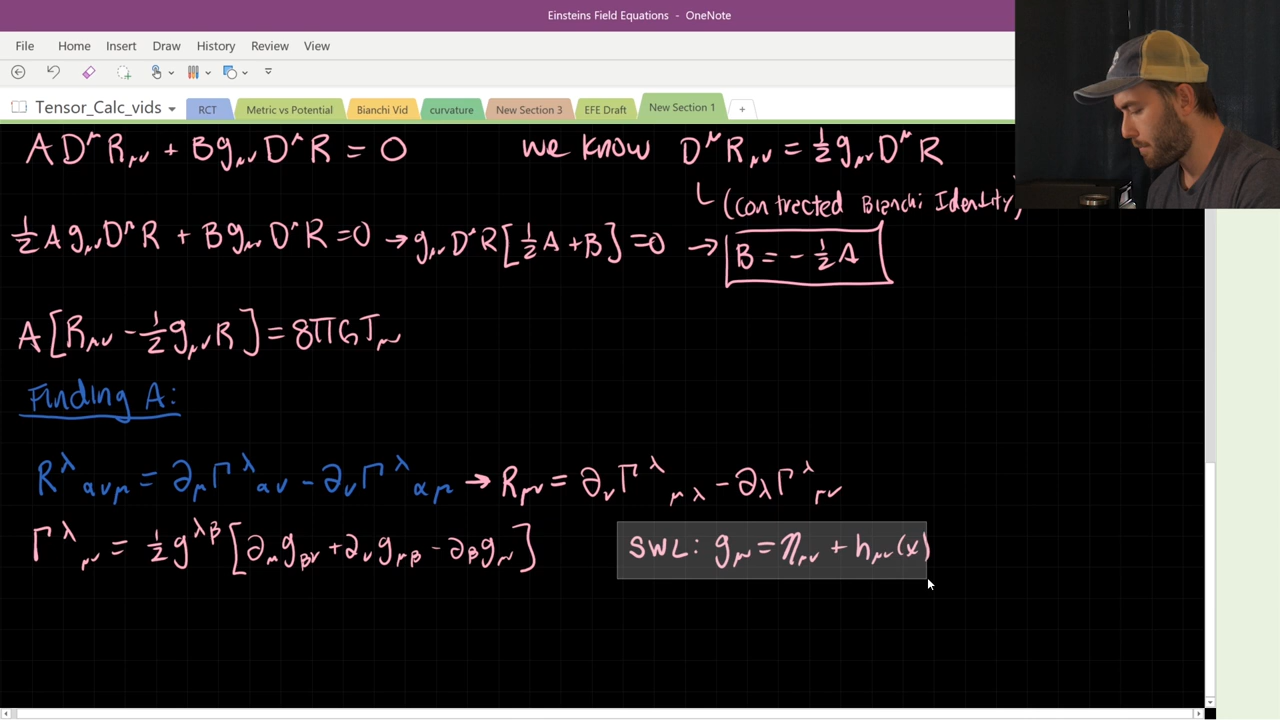 Einsteins Field Equations - OneNote
File Home Insert Draw History Review View
Tensor_Calc_vids RCT Metric vs Potential Bianchi Vid curvature New Section 3 EFE Draft New Section 1 +
A D^μ R_μν + B g_μν D^μ R = 0 we know D^μ R_μν = ½ g_μν D^μ R
(contracted Bianchi Identity)
½ A g_μν D^μ R + B g_μν D^μ R = 0 → g_μν D^μ R [½ A + B] = 0 → B = - ½ A
A [R_μν - ½ g_μν R] = 8πG T_μν
Finding A:
R^λ_ανμ = ∂_μ Γ^λ_αν - ∂_ν Γ^λ_αμ → R_μν = ∂_ν Γ^λ_μλ - ∂_λ Γ^λ_μν
Γ^λ_μν = ½ g^λβ [∂_μ g_βν + ∂_ν g_μβ - ∂_β g_μν] SWL: g_μν = η_μν + h_μν(x)